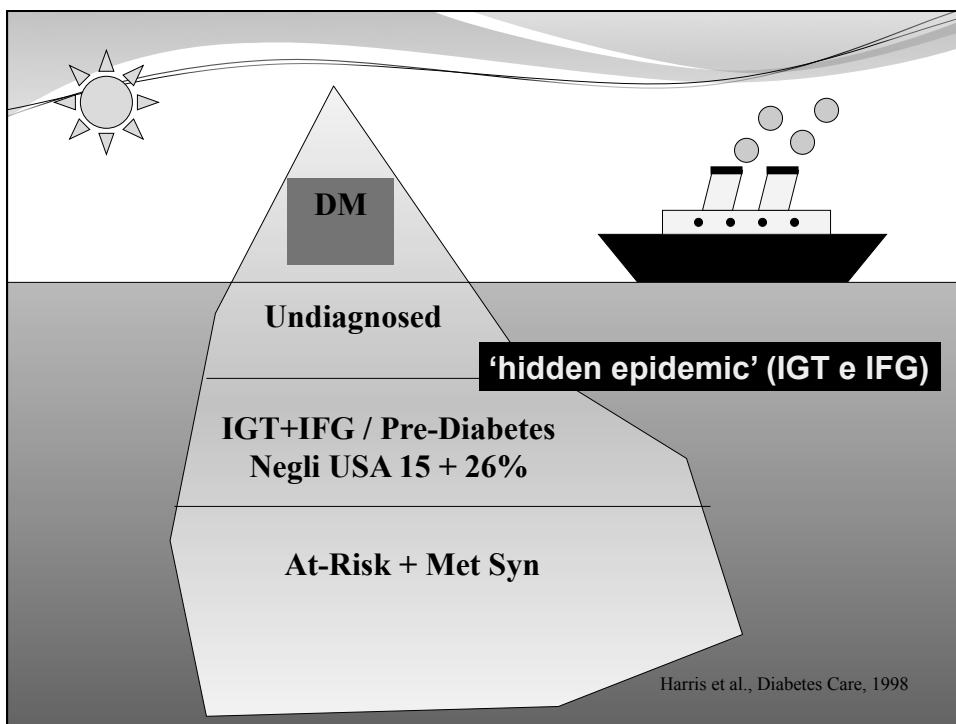 DM
Undiagnosed
‘hidden epidemic’ (IGT e IFG)
IGT+IFG / Pre-Diabetes
Negli USA 15 + 26%
At-Risk + Met Syn
Harris et al., Diabetes Care, 1998